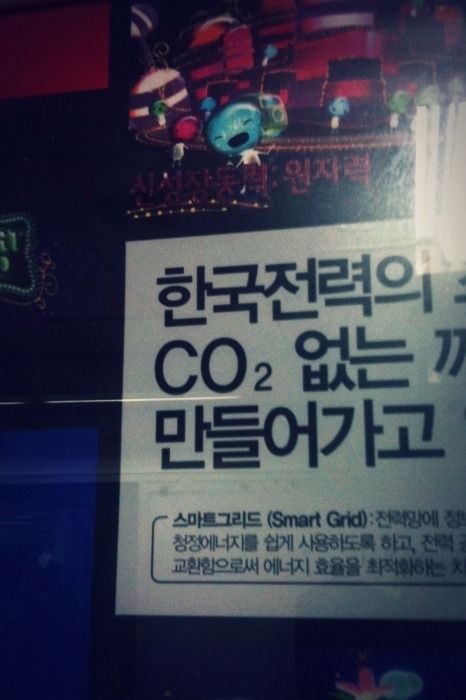 신성장동력: 원자력
한국전력의
CO₂ 없는
만들어가고
스마트그리드 (Smart Grid):전력망에
청정에너지를 쉽게 사용하도록 하고, 전력
교환함으로써 에너지 효율을 최적화하는